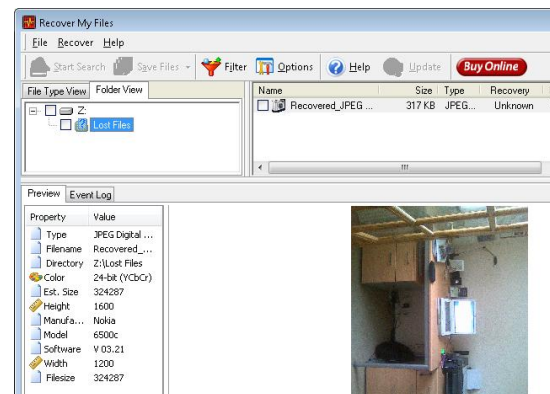 Recover My Files
File Recover Help
Start Search Save Files Filter Options Help Update Buy Online
File Type View Folder View
Z:
Lost Files
Name Size Type Recovery
Recovered_JPEG ... 317 KB JPEG... Unknown
Preview Event Log
Property Value
Type JPEG Digital ...
Filename Recovered_...
Directory Z:\Lost Files
Color 24-bit (YCbCr)
Est. Size 324287
Height 1600
Manufa... Nokia
Model 6500c
Software V 03.21
Width 1200
Filesize 324287